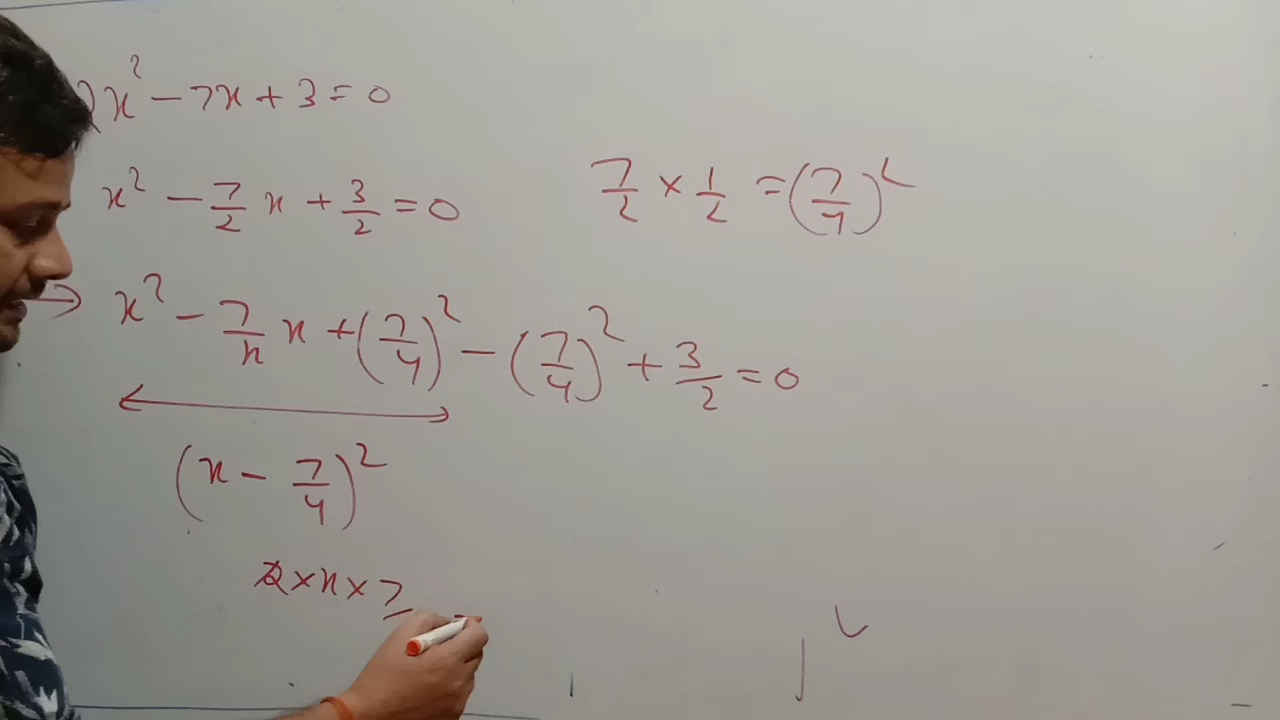 2x² - 7x + 3 = 0
x² - 7/2 x + 3/2 = 0
7/2 × 1/2 = (7/4)²
→ x² - 7/n x + (7/4)² - (7/4)² + 3/2 = 0
(x - 7/4)²
2 × x × 7